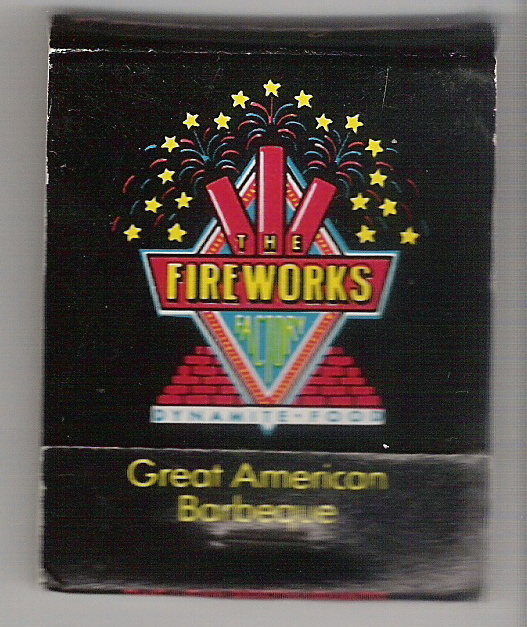 THE
FIREWORKS
FACTORY
DYNAMITE-FOOD
Great American
Barbeque